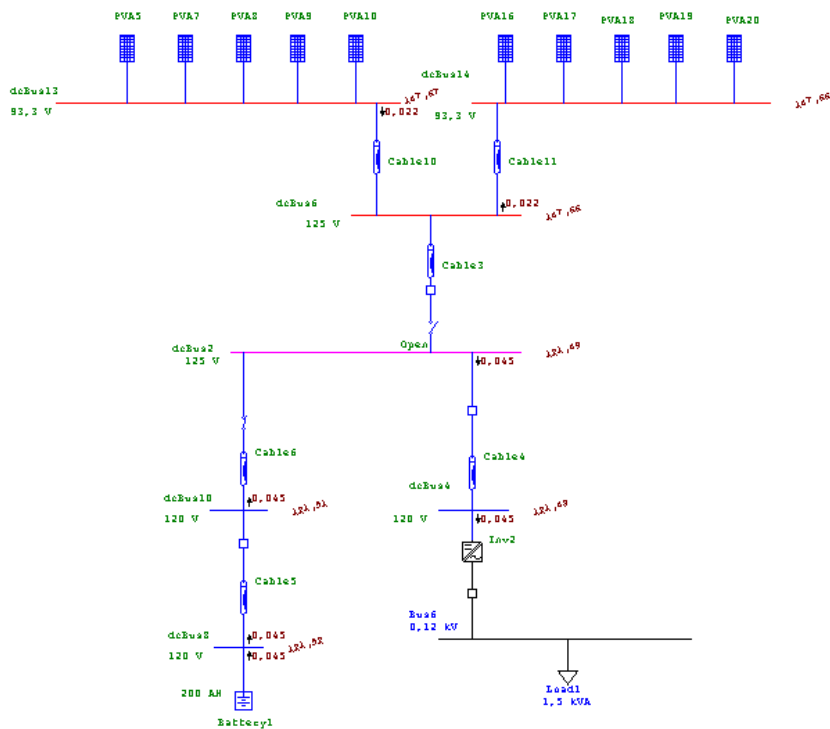 PVA5 PVA7 PVA8 PVA9 PVA10 PVA16 PVA17 PVA18 PVA19 PVA20
dcBus13
93,3 V
dcBus14
93,3 V
0,022
Cable10
Cable11
dcBus6
125 V
0,022
Cable3
Open
dcBus2
125 V
0,045
Cable6
Cable4
dcBus10
120 V
0,045
dcBus4
120 V
0,045
Inv2
Cable5
dcBus8
120 V
0,045
0,045
Bus6
0,12 kV
200 AH
Battery1
Load1
1,5 kVA